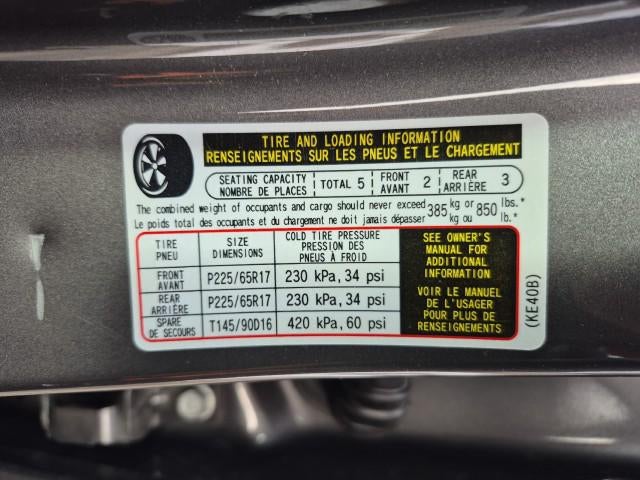 TIRE AND LOADING INFORMATION
RENSEIGNEMENTS SUR LES PNEUS ET LE CHARGEMENT
SEATING CAPACITY NOMBRE DE PLACES TOTAL 5 FRONT AVANT 2 REAR ARRIÈRE 3
The combined weight of occupants and cargo should never exceed 385 kg or 850 lbs.*
Le poids total des occupants et du chargement ne doit jamais dépasser kg ou lb.*
TIRE PNEU SIZE DIMENSIONS COLD TIRE PRESSURE PRESSION DES PNEUS À FROID
FRONT AVANT P225/65R17 230 kPa, 34 psi
REAR ARRIÈRE P225/65R17 230 kPa, 34 psi
SPARE DE SECOURS T145/90D16 420 kPa, 60 psi
SEE OWNER'S
MANUAL FOR
ADDITIONAL
INFORMATION
VOIR LE MANUEL
DE L'USAGER
POUR PLUS DE
RENSEIGNEMENTS
(KE40B)